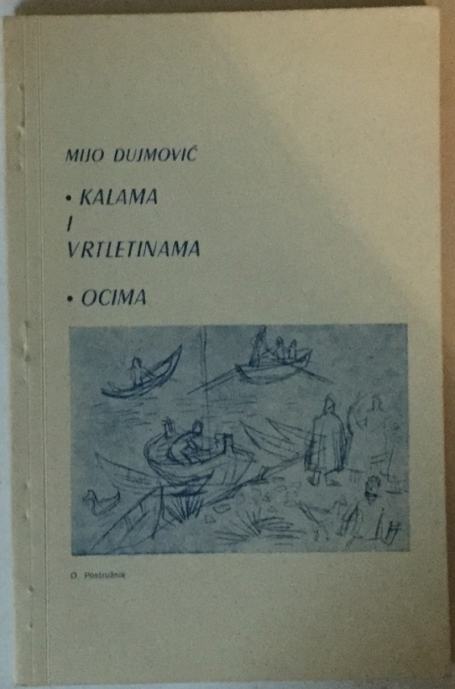 MIJO DUJMOVIĆ
• KALAMA
I
VRTLETINAMA
• OCIMA
O. Postružnik